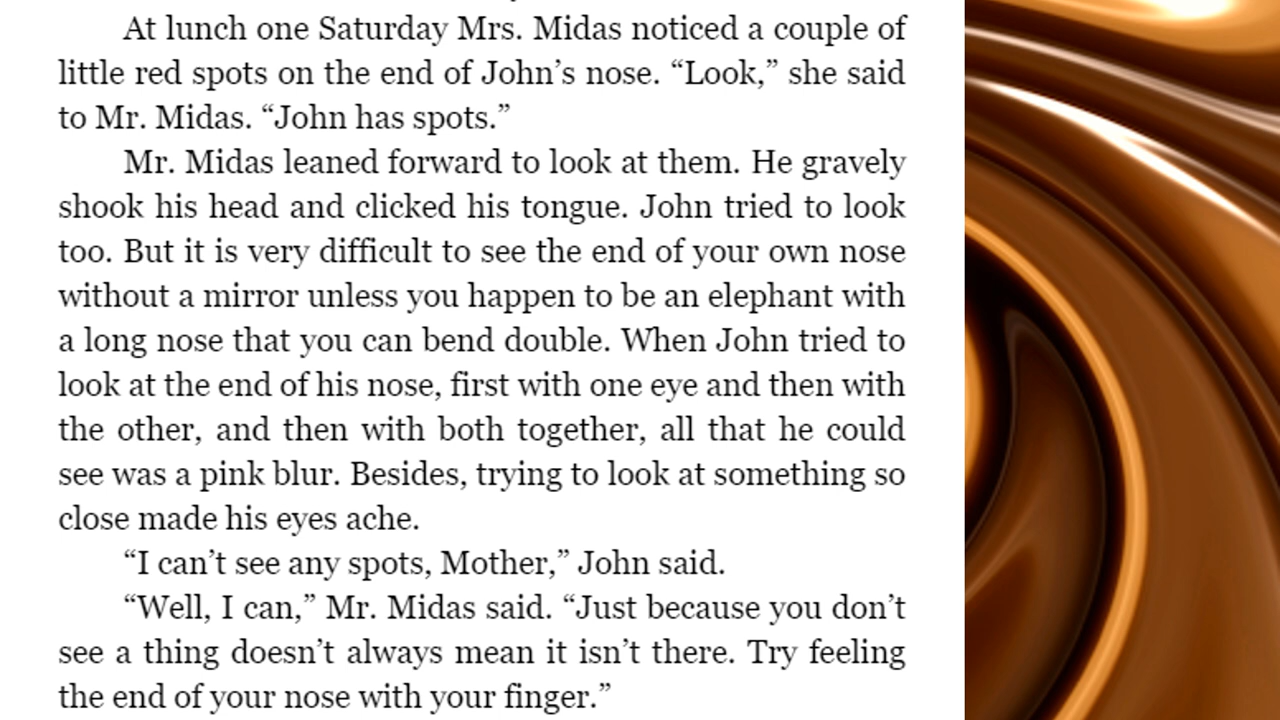 At lunch one Saturday Mrs. Midas noticed a couple of
little red spots on the end of John’s nose. “Look,” she said
to Mr. Midas. “John has spots.”
Mr. Midas leaned forward to look at them. He gravely
shook his head and clicked his tongue. John tried to look
too. But it is very difficult to see the end of your own nose
without a mirror unless you happen to be an elephant with
a long nose that you can bend double. When John tried to
look at the end of his nose, first with one eye and then with
the other, and then with both together, all that he could
see was a pink blur. Besides, trying to look at something so
close made his eyes ache.
“I can’t see any spots, Mother,” John said.
“Well, I can,” Mr. Midas said. “Just because you don’t
see a thing doesn’t always mean it isn’t there. Try feeling
the end of your nose with your finger.”